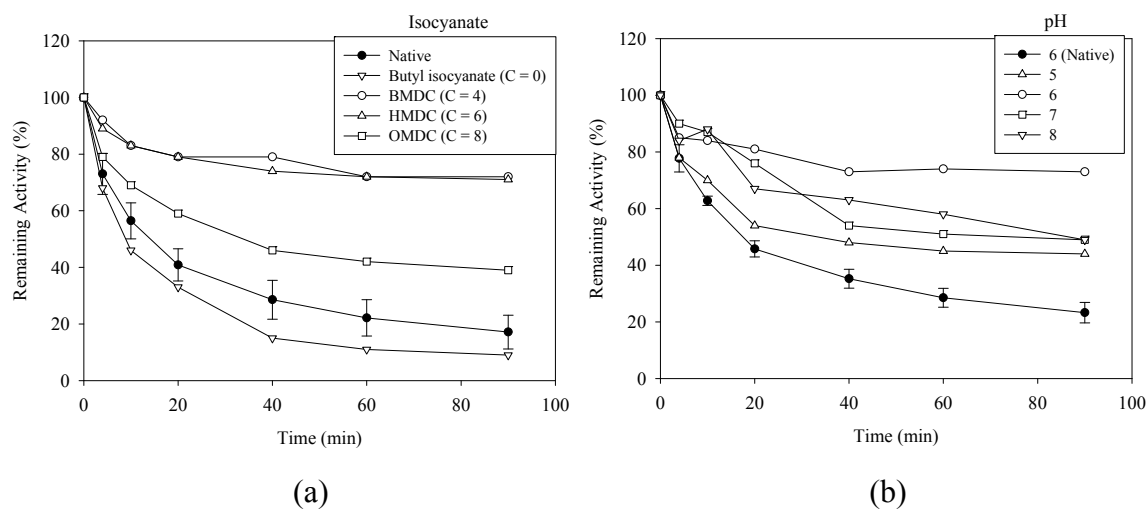 Isocyanate
Native
Butyl isocyanate (C = 0)
BMDC (C = 4)
HMDC (C = 6)
OMDC (C = 8)
Remaining Activity (%)
120
100
80
60
40
20
0
0 20 40 60 80 100
Time (min)
(a)
pH
6 (Native)
5
6
7
8
Remaining Activity (%)
120
100
80
60
40
20
0
0 20 40 60 80 100
Time (min)
(b)